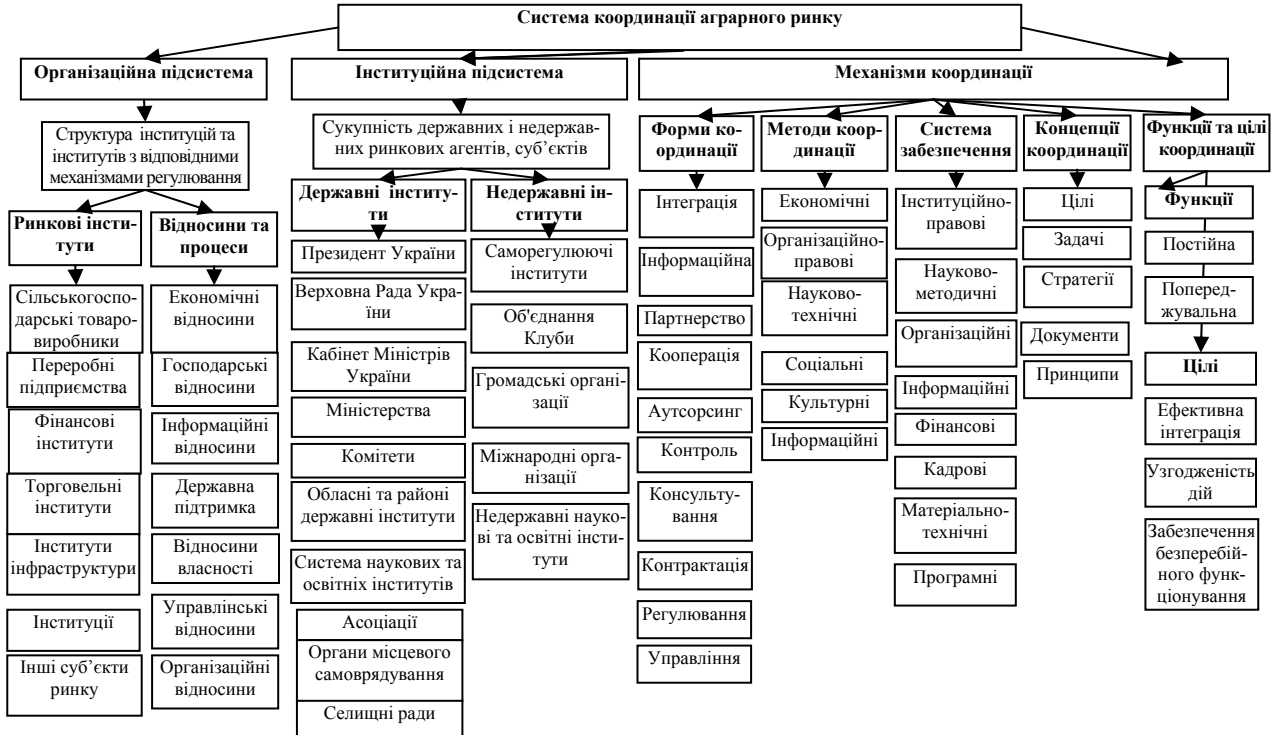 Система координації аграрного ринку
Організаційна підсистема
Інституційна підсистема
Механізми координації
Структура інституцій та
інститутів з відповідними
механізмами регулювання
Ринкові інсти-
тути
Сільськогоспо-
дарські товаро-
виробники
Переробні
підприємства
Фінансові
інститути
Торговельні
інститути
Інститути
інфраструктури
Інституції
Інші суб’єкти
ринку
Відносини та
процеси
Економічні
відносини
Господарські
відносини
Інформаційні
відносини
Державна
підтримка
Відносини
власності
Управлінські
відносини
Організаційні
відносини
Сукупність державних і недержав-
них ринкових агентів, суб’єктів
Державні інститу-
ти
Президент України
Верховна Рада Укра-
їни
Кабінет Міністрів
України
Міністерства
Комітети
Обласні та районі
державні інститути
Система наукових та
освітніх інститутів
Асоціації
Органи місцевого
самоврядування
Селищні ради
Недержавні ін-
ститути
Саморегулюючі
інститути
Об'єднання
Клуби
Громадські органі-
зації
Міжнародні орга-
нізації
Недержавні науко-
ві та освітні інсти-
тути
Форми ко-
ординації
Інтеграція
Інформаційна
Партнерство
Кооперація
Аутсорсинг
Контроль
Консульту-
вання
Контрактація
Регулювання
Управління
Методи коор-
динації
Економічні
Організаційно-
правові
Науково-
технічні
Соціальні
Культурні
Інформаційні
Система
забезпечення
Інституційно-
правові
Науково-
методичні
Організаційні
Інформаційні
Фінансові
Кадрові
Матеріально-
технічні
Програмні
Концепції
координації
Цілі
Задачі
Стратегії
Документи
Принципи
Функції та цілі
координації
Функції
Постійна
Поперед-
жувальна
Цілі
Ефективна
інтеграція
Узгодженість
дій
Забезпечення
безперебій-
ного функ-
ціонування